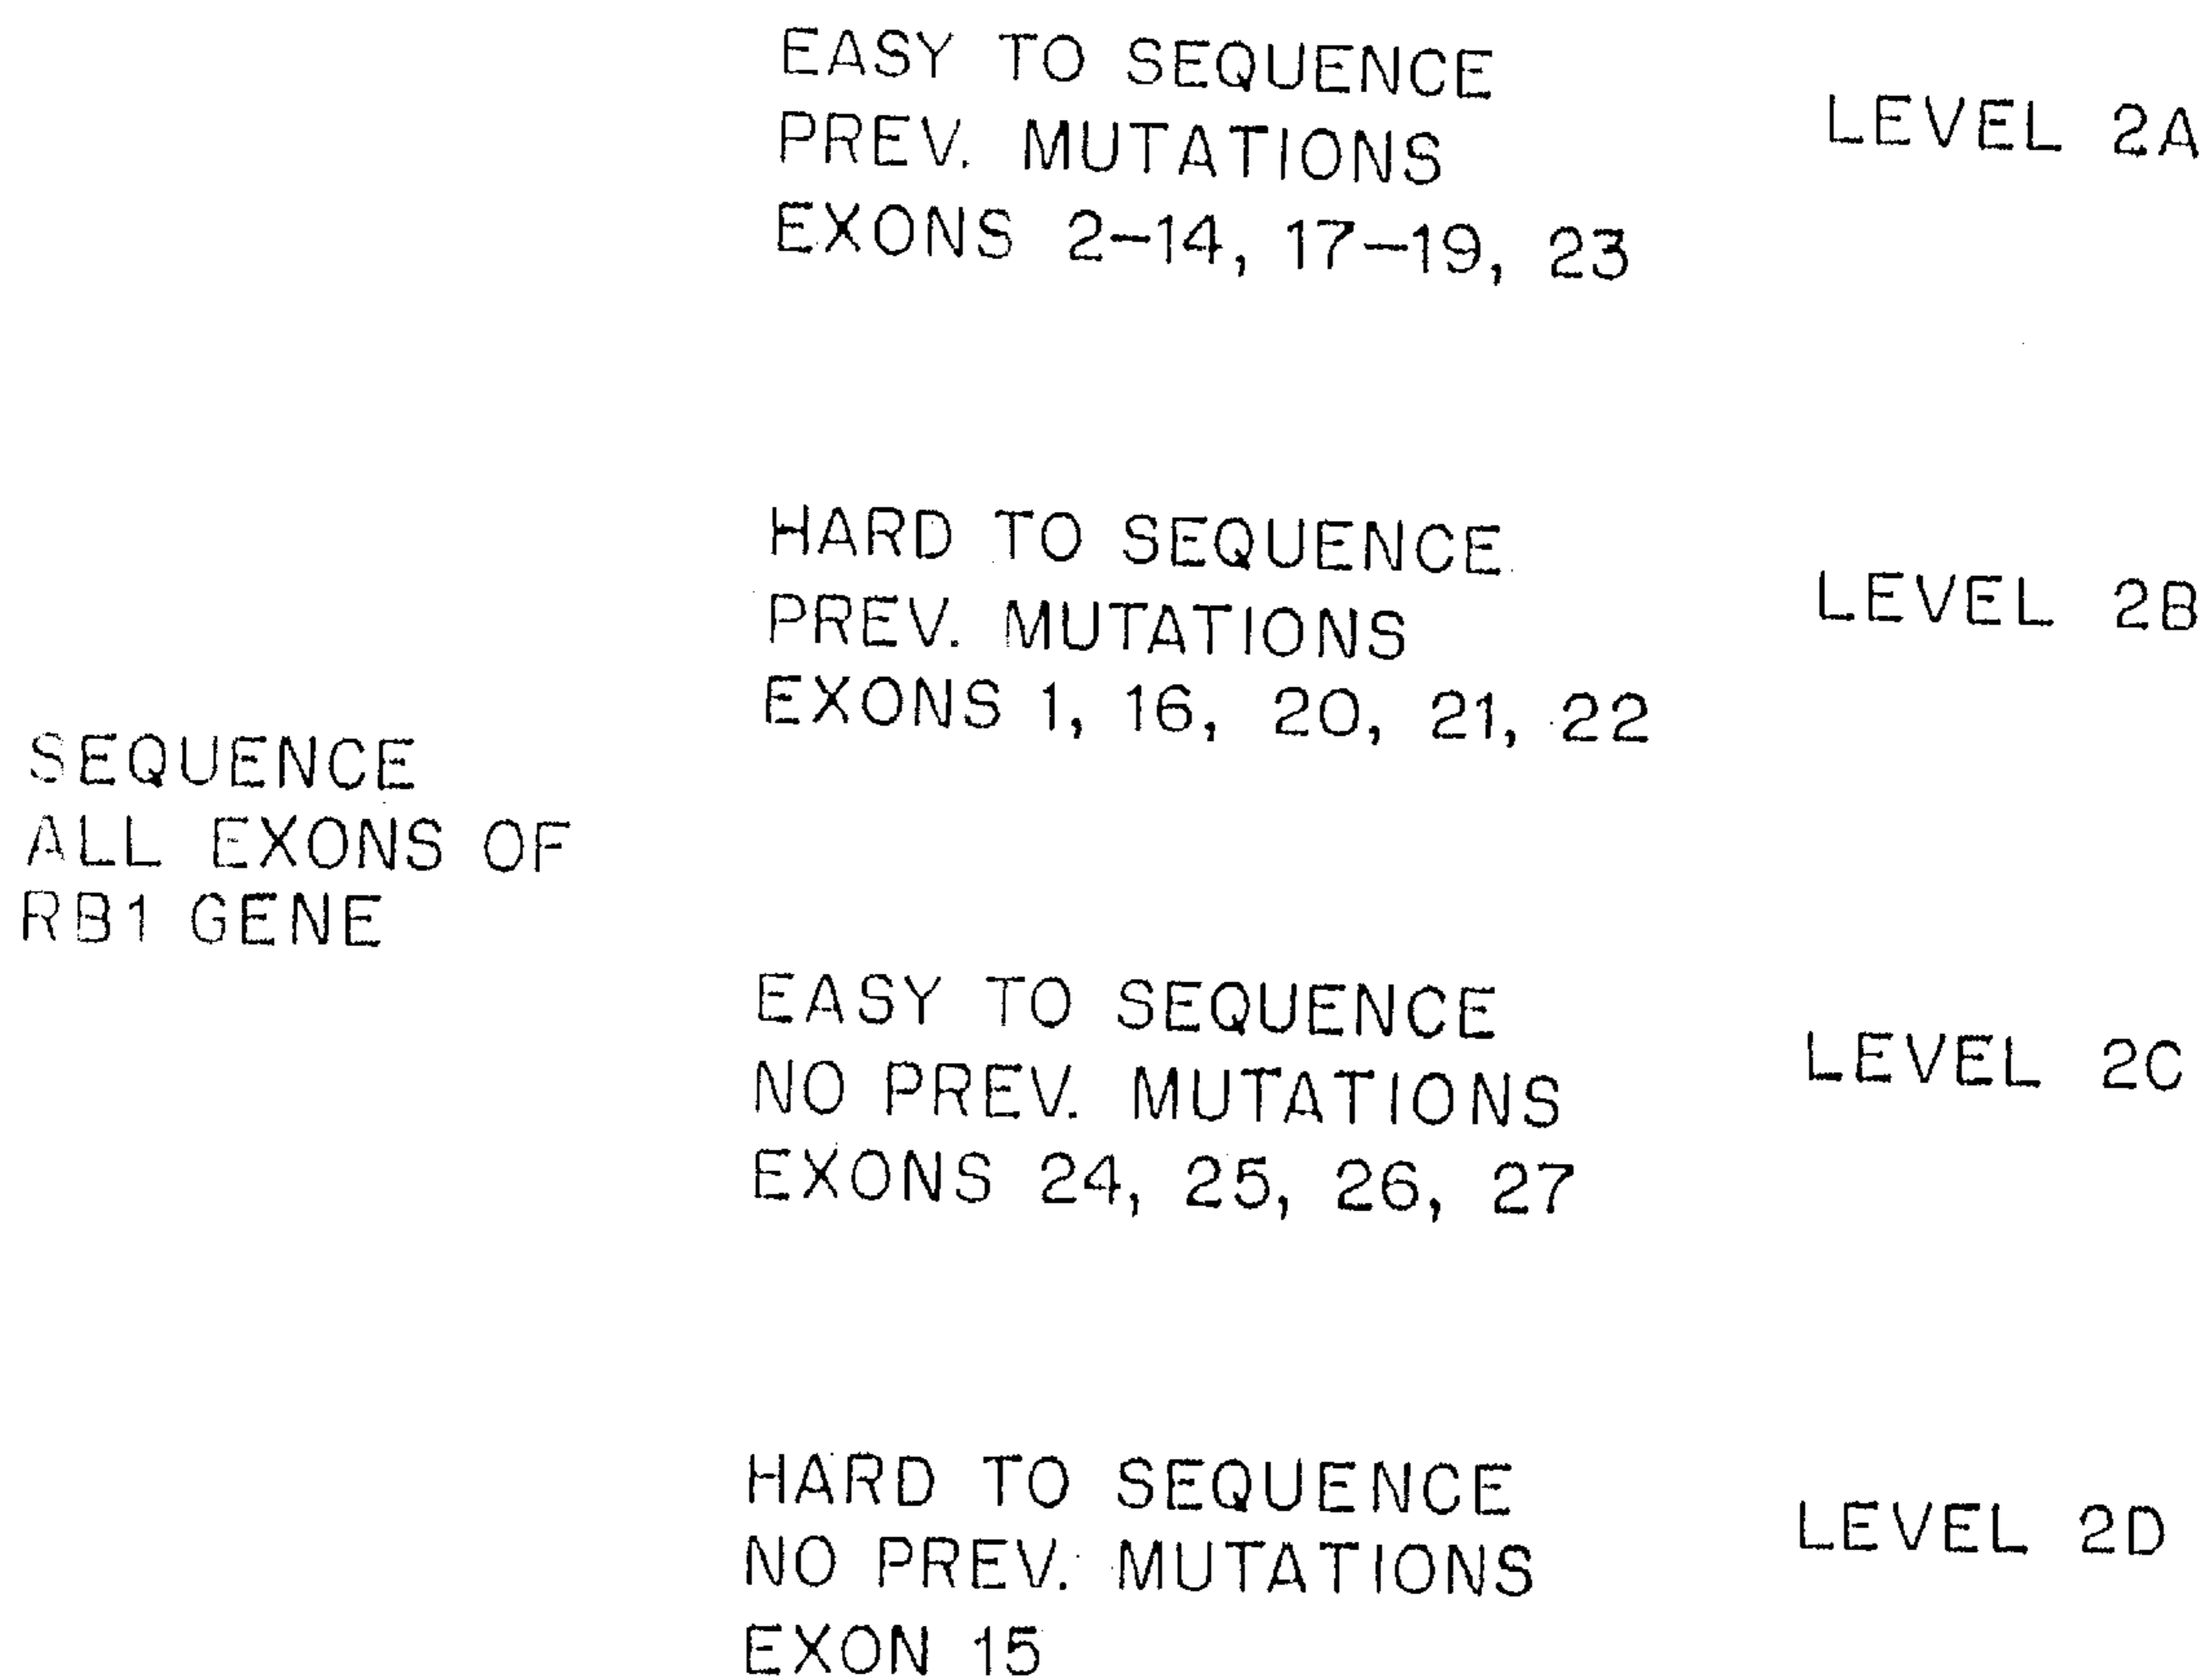 EASY TO SEQUENCE
PREV. MUTATIONS
EXONS 2-14, 17-19, 23
LEVEL 2A
HARD TO SEQUENCE
PREV. MUTATIONS
EXONS 1, 16, 20, 21, 22
LEVEL 2B
SEQUENCE
ALL EXONS OF
RB1 GENE
EASY TO SEQUENCE
NO PREV. MUTATIONS
EXONS 24, 25, 26, 27
LEVEL 2C
HARD TO SEQUENCE
NO PREV. MUTATIONS
EXON 15
LEVEL 2D